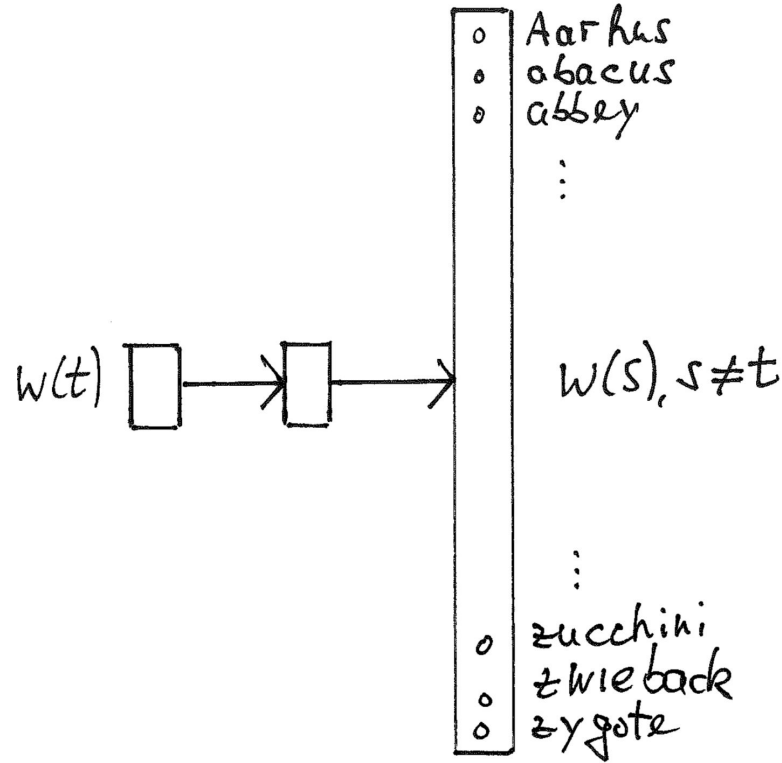 Aarhus
abacus
abbey
⋮
w(t)
w(s), s≠t
⋮
zucchini
zwieback
zygote